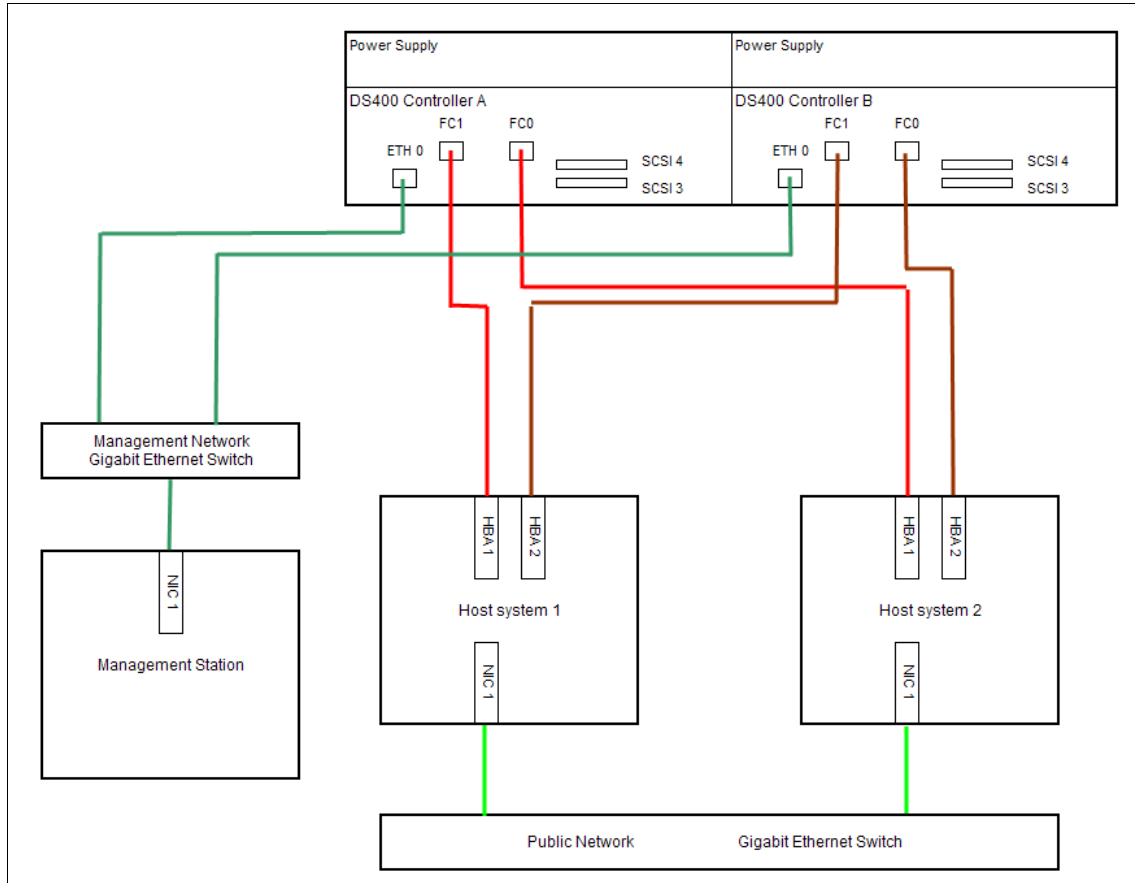 Power Supply
Power Supply
DS400 Controller A
DS400 Controller B
FC1
FC0
FC1
FC0
ETH 0
SCSI 4
SCSI 3
ETH 0
SCSI 4
SCSI 3
Management Network
Gigabit Ethernet Switch
NIC 1
Management Station
HBA 1
HBA 2
Host system 1
NIC 1
HBA 1
HBA 2
Host system 2
NIC 1
Public Network
Gigabit Ethernet Switch